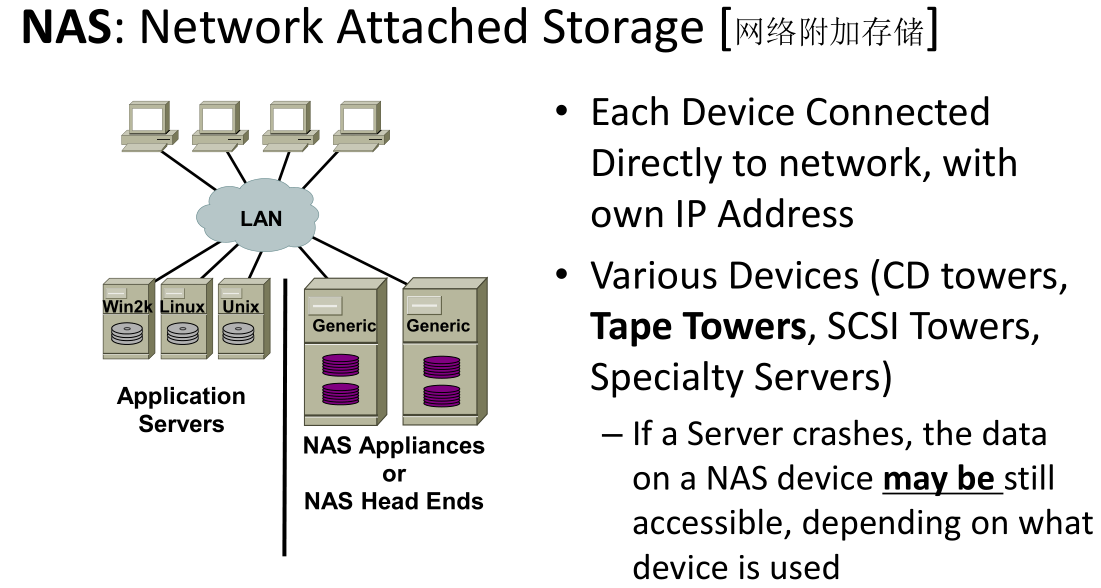 NAS: Network Attached Storage [网络附加存储]
LAN
Win2k
Linux
Unix
Generic
Generic
Application
Servers
NAS Appliances
or
NAS Head Ends
• Each Device Connected
Directly to network, with
own IP Address
• Various Devices (CD towers,
Tape Towers, SCSI Towers,
Specialty Servers)
– If a Server crashes, the data
on a NAS device may be still
accessible, depending on what
device is used